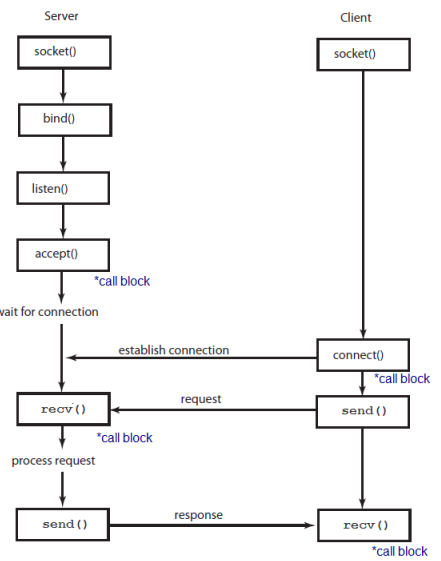 Server
Client
socket()
socket()
bind()
listen()
accept()
*call block
wait for connection
establish connection
connect()
*call block
request
recv()
send()
*call block
process request
response
send()
recv()
*call block